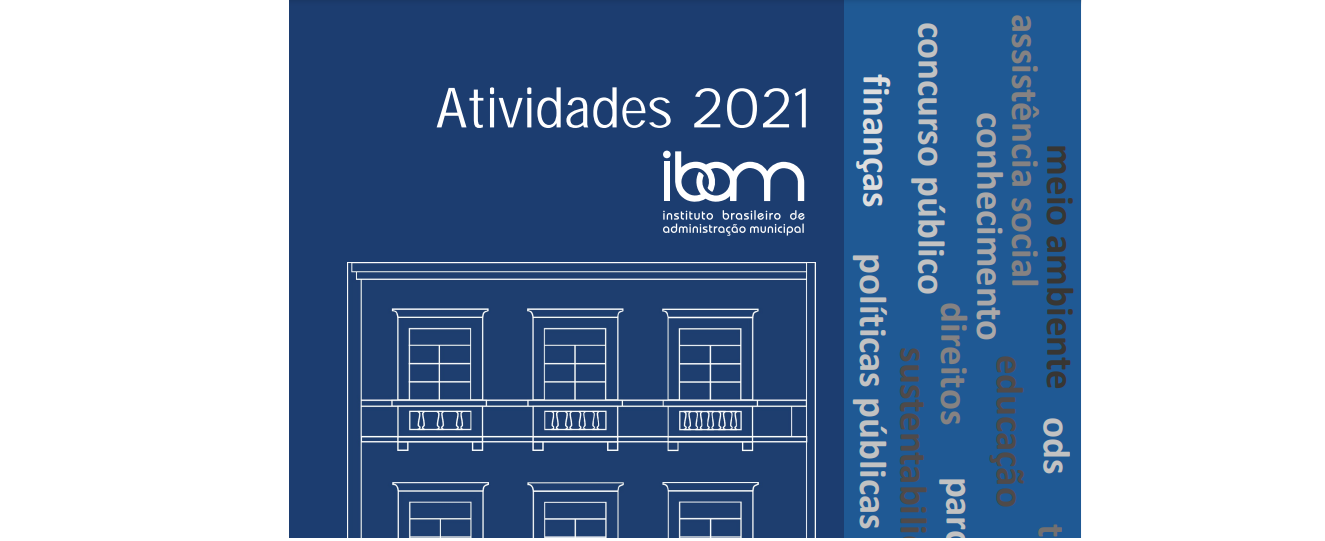 Atividades 2021
ibam
instituto brasileiro de
administração municipal
finanças
políticas públicas
concurso público
direitos
conhecimento
assistência social
educação
meio ambiente
ods